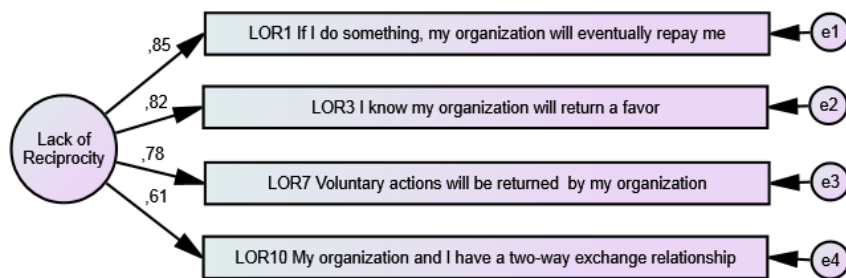 ,85
LOR1 If I do something, my organization will eventually repay me
e1
,82
LOR3 I know my organization will return a favor
e2
Lack of
Reciprocity
,78
LOR7 Voluntary actions will be returned by my organization
e3
,61
LOR10 My organization and I have a two-way exchange relationship
e4